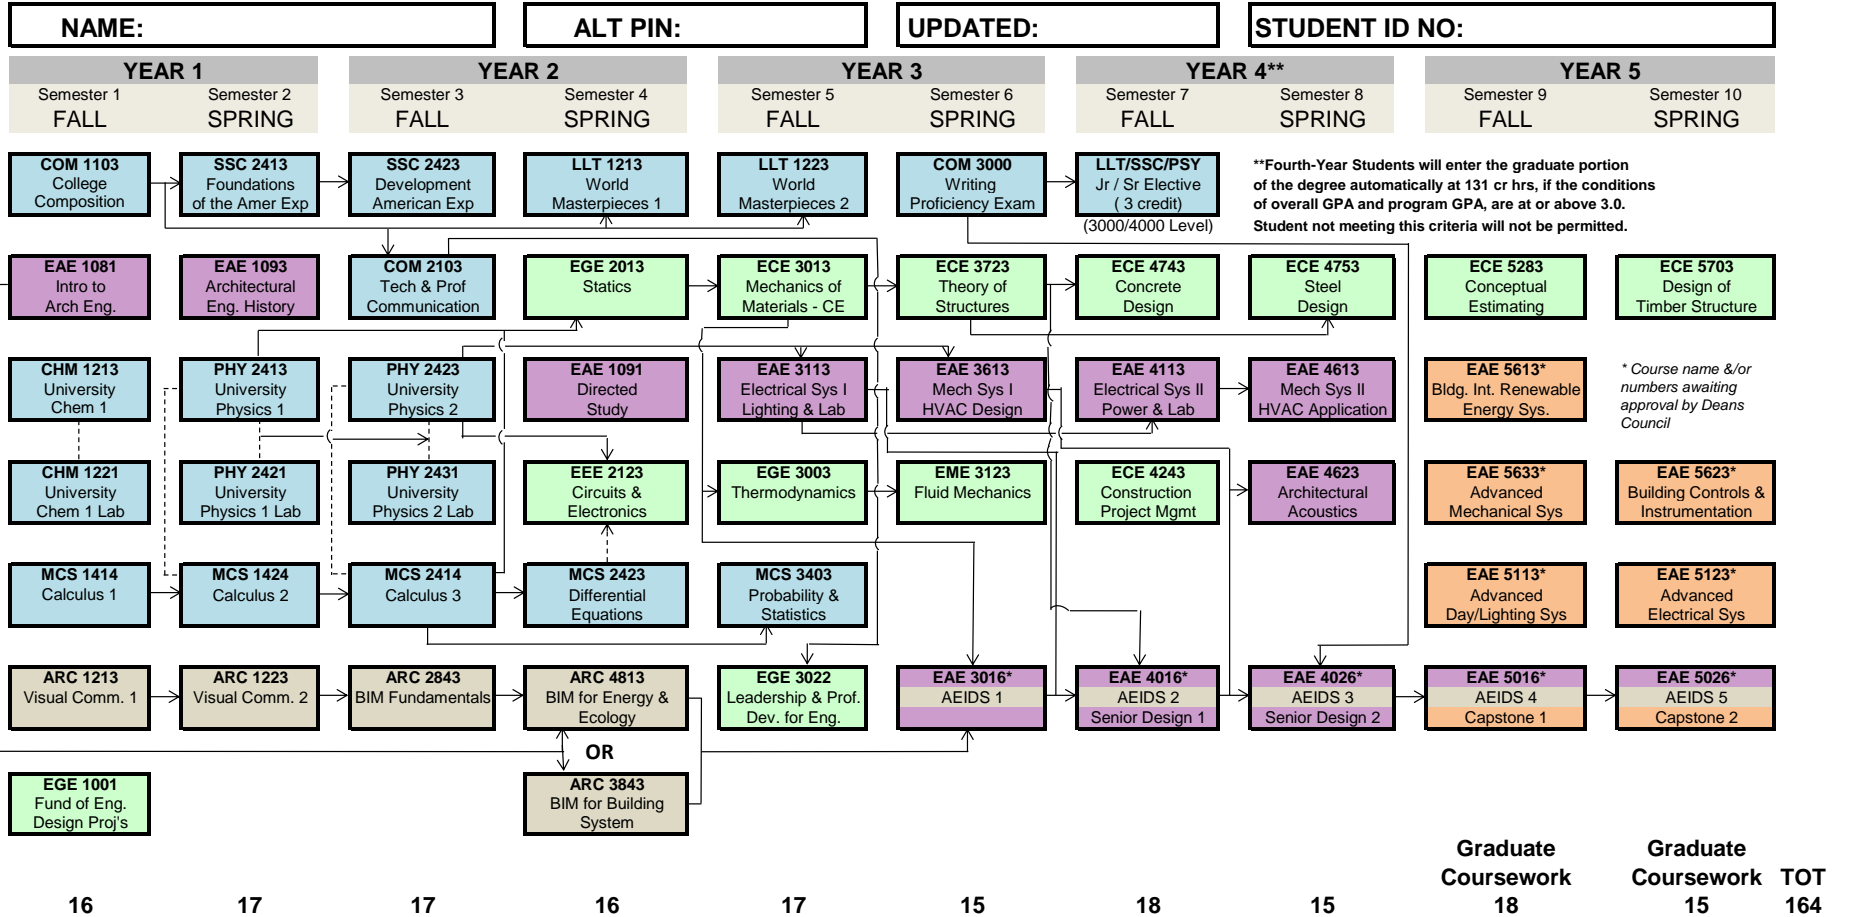 NAME:
ALT PIN:
UPDATED:
STUDENT ID NO:
YEAR 1
YEAR 2
YEAR 3
YEAR 4**
YEAR 5
Semester 1
Semester 2
Semester 3
Semester 4
Semester 5
Semester 6
Semester 7
Semester 8
Semester 9
Semester 10
FALL
SPRING
FALL
SPRING
FALL
SPRING
FALL
SPRING
FALL
SPRING
COM 1103
College
Composition
SSC 2413
Foundations
of the Amer Exp
SSC 2423
Development
American Exp
LLT 1213
World
Masterpieces 1
LLT 1223
World
Masterpieces 2
COM 3000
Writing
Proficiency Exam
LLT/SSC/PSY
Jr / Sr Elective
( 3 credit)
(3000/4000 Level)
**Fourth-Year Students will enter the graduate portion
of the degree automatically at 131 cr hrs, if the conditions
of overall GPA and program GPA, are at or above 3.0.
Student not meeting this criteria will not be permitted.
EAE 1081
Intro to
Arch Eng.
EAE 1093
Architectural
Eng. History
COM 2103
Tech & Prof
Communication
EGE 2013
Statics
ECE 3013
Mechanics of
Materials - CE
ECE 3723
Theory of
Structures
ECE 4743
Concrete
Design
ECE 4753
Steel
Design
ECE 5283
Conceptual
Estimating
ECE 5703
Design of
Timber Structure
CHM 1213
University
Chem 1
PHY 2413
University
Physics 1
PHY 2423
University
Physics 2
EAE 1091
Directed
Study
EAE 3113
Electrical Sys I
Lighting & Lab
EAE 3613
Mech Sys I
HVAC Design
EAE 4113
Electrical Sys II
Power & Lab
EAE 4613
Mech Sys II
HVAC Application
EAE 5613*
Bldg. Int. Renewable
Energy Sys.
* Course name &/or
numbers awaiting
approval by Deans
Council
CHM 1221
University
Chem 1 Lab
PHY 2421
University
Physics 1 Lab
PHY 2431
University
Physics 2 Lab
EEE 2123
Circuits &
Electronics
EGE 3003
Thermodynamics
EME 3123
Fluid Mechanics
ECE 4243
Construction
Project Mgmt
EAE 4623
Architectural
Acoustics
EAE 5633*
Advanced
Mechanical Sys
EAE 5623*
Building Controls &
Instrumentation
MCS 1414
Calculus 1
MCS 1424
Calculus 2
MCS 2414
Calculus 3
MCS 2423
Differential
Equations
MCS 3403
Probability &
Statistics
EAE 5113*
Advanced
Day/Lighting Sys
EAE 5123*
Advanced
Electrical Sys
ARC 1213
Visual Comm. 1
ARC 1223
Visual Comm. 2
ARC 2843
BIM Fundamentals
ARC 4813
BIM for Energy &
Ecology
EGE 3022
Leadership & Prof.
Dev. for Eng.
EAE 3016*
AEIDS 1
EAE 4016*
AEIDS 2
Senior Design 1
EAE 4026*
AEIDS 3
Senior Design 2
EAE 5016*
AEIDS 4
Capstone 1
EAE 5026*
AEIDS 5
Capstone 2
OR
EGE 1001
Fund of Eng.
Design Proj's
ARC 3843
BIM for Building
System
Graduate
Coursework
Graduate
Coursework
TOT
16
17
17
16
17
15
18
15
18
15
164